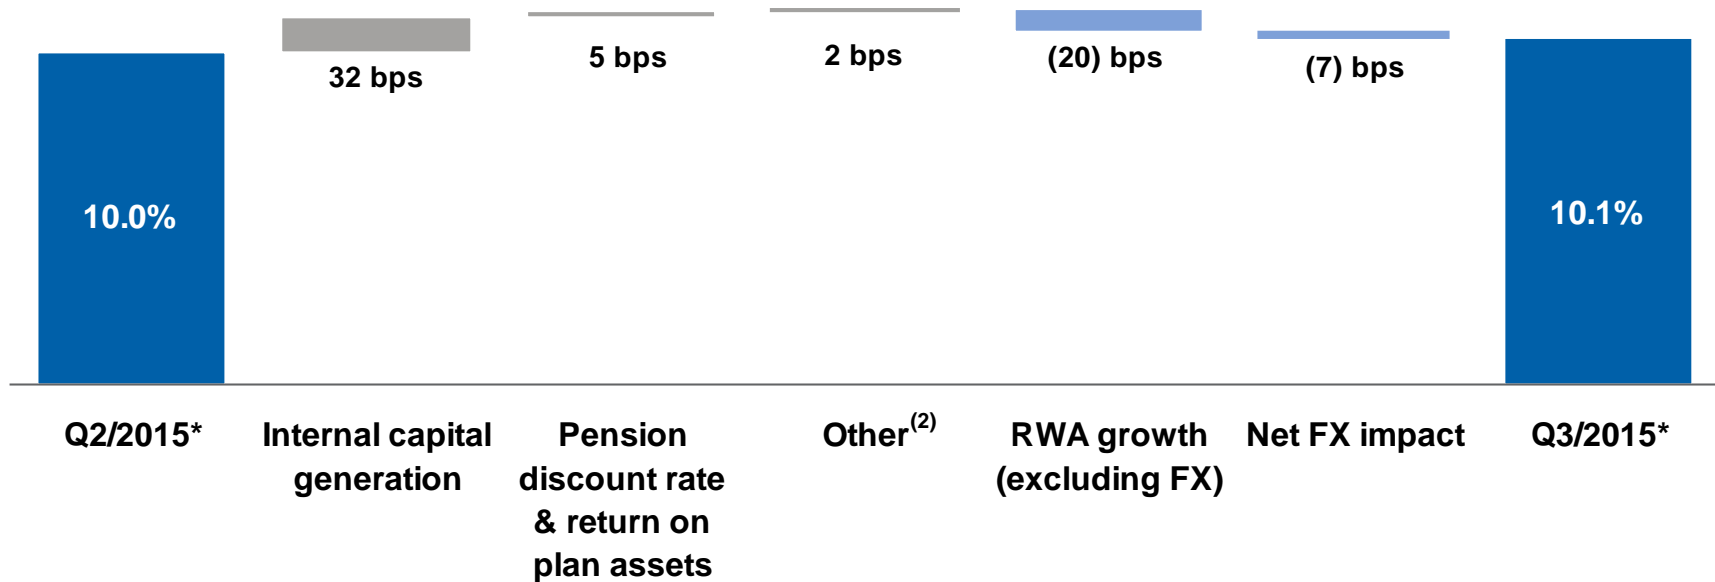 32 bps
5 bps
2 bps
(20) bps
(7) bps
10.0%
10.1%
Q2/2015*
Internal capital
generation
Pension
discount rate
& return on
plan assets
Other(2)
RWA growth
(excluding FX)
Net FX impact
Q3/2015*